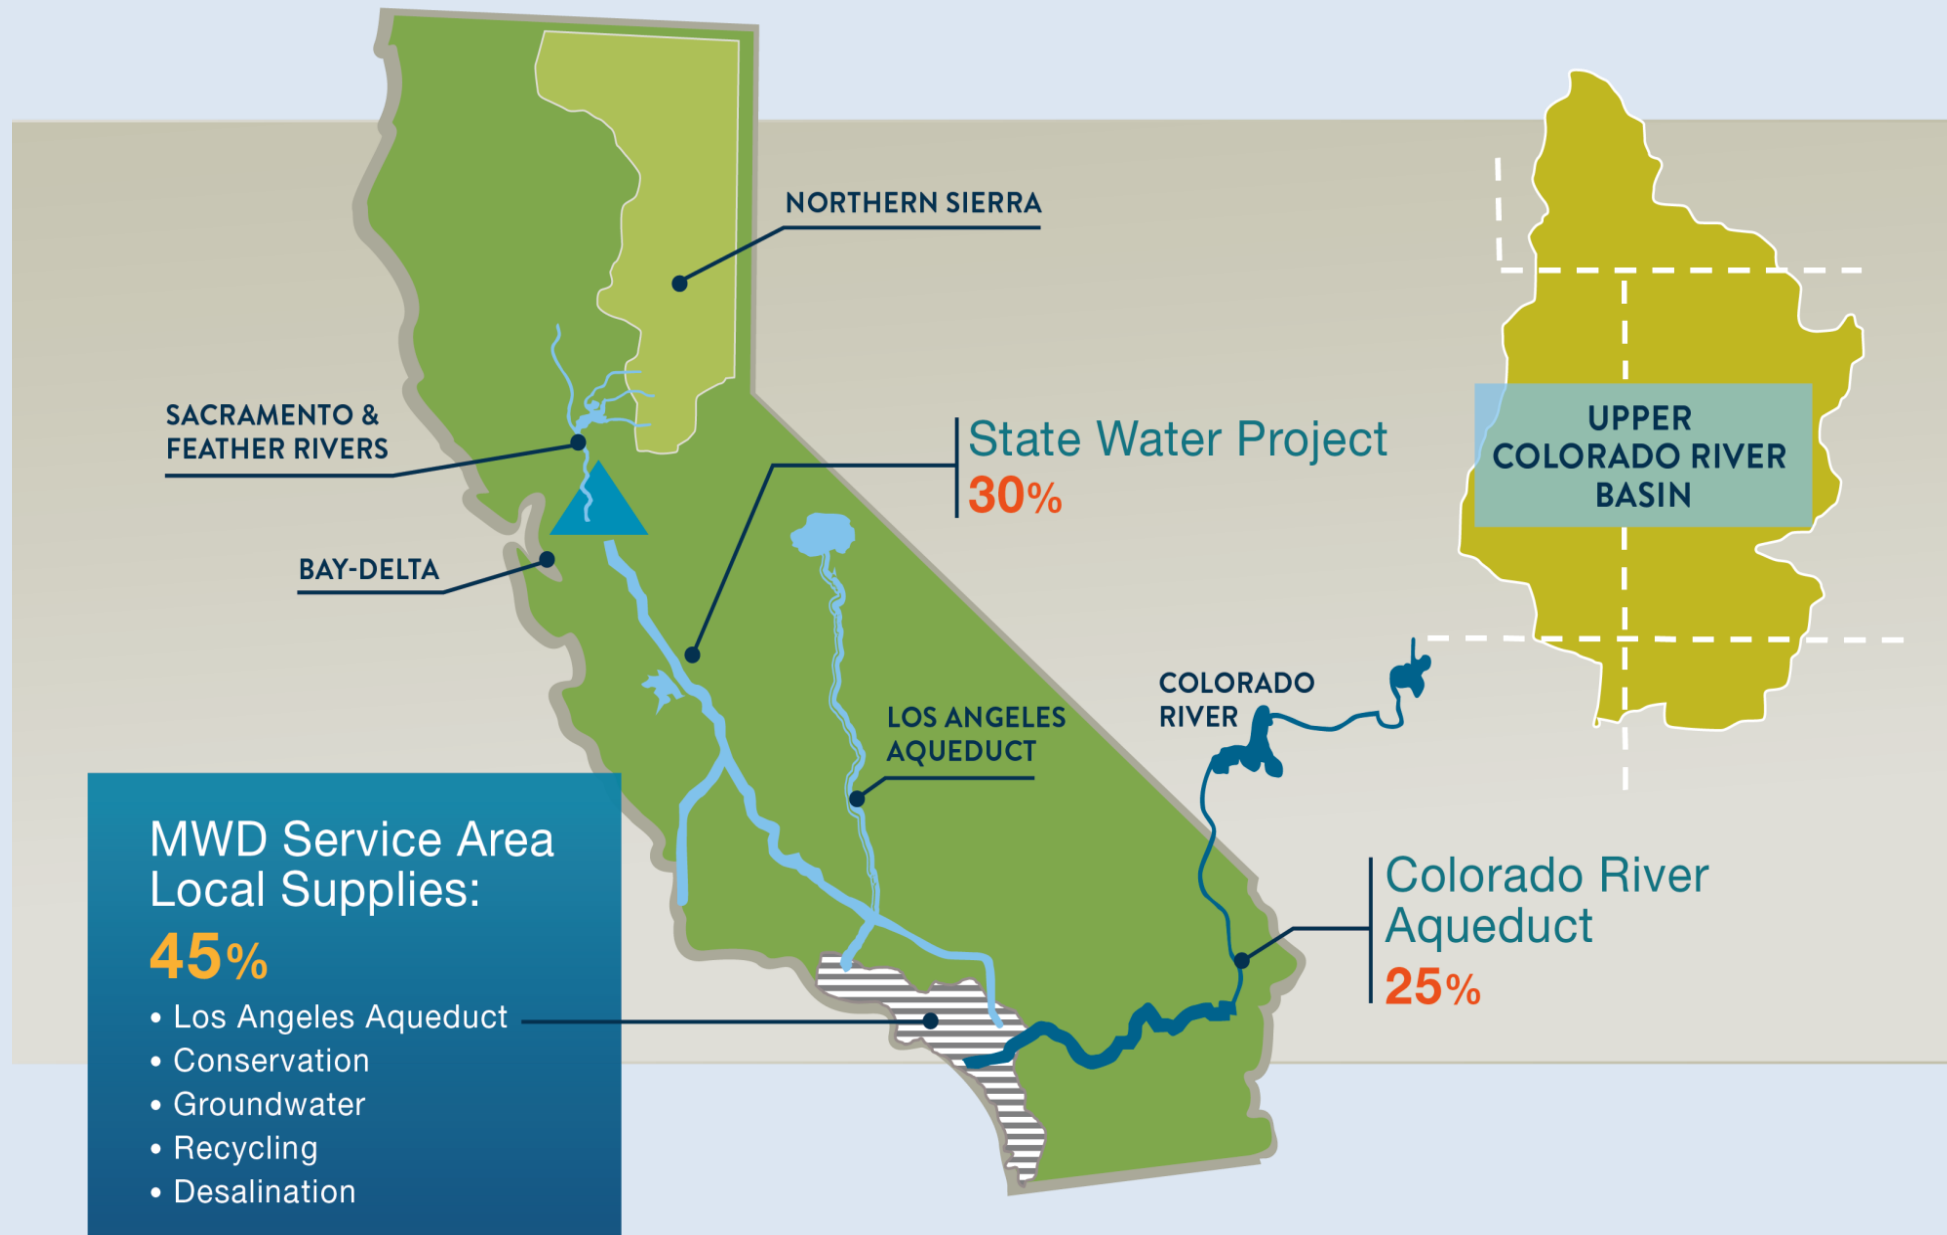 NORTHERN SIERRA
SACRAMENTO &
FEATHER RIVERS
State Water Project
30%
UPPER
COLORADO RIVER
BASIN
BAY-DELTA
COLORADO
RIVER
LOS ANGELES
AQUEDUCT
Colorado River
Aqueduct
25%
MWD Service Area
Local Supplies:
45%
• Los Angeles Aqueduct
• Conservation
• Groundwater
• Recycling
• Desalination